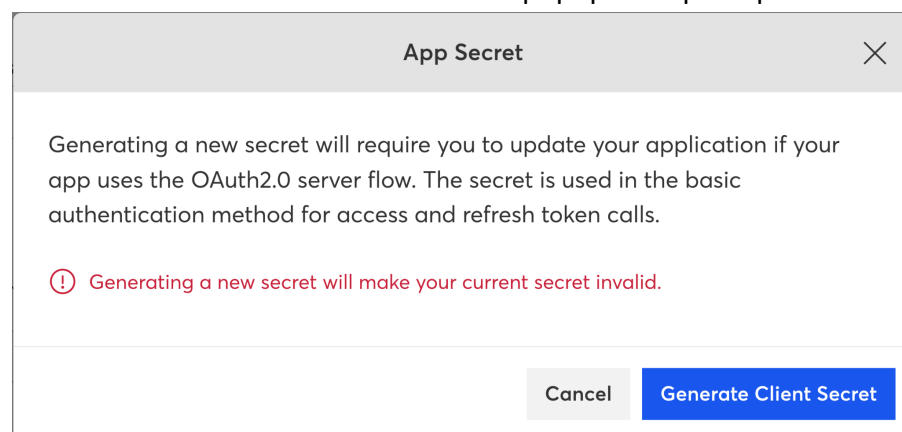 App Secret
Generating a new secret will require you to update your application if your
app uses the OAuth2.0 server flow. The secret is used in the basic
authentication method for access and refresh token calls.
Generating a new secret will make your current secret invalid.
Cancel
Generate Client Secret